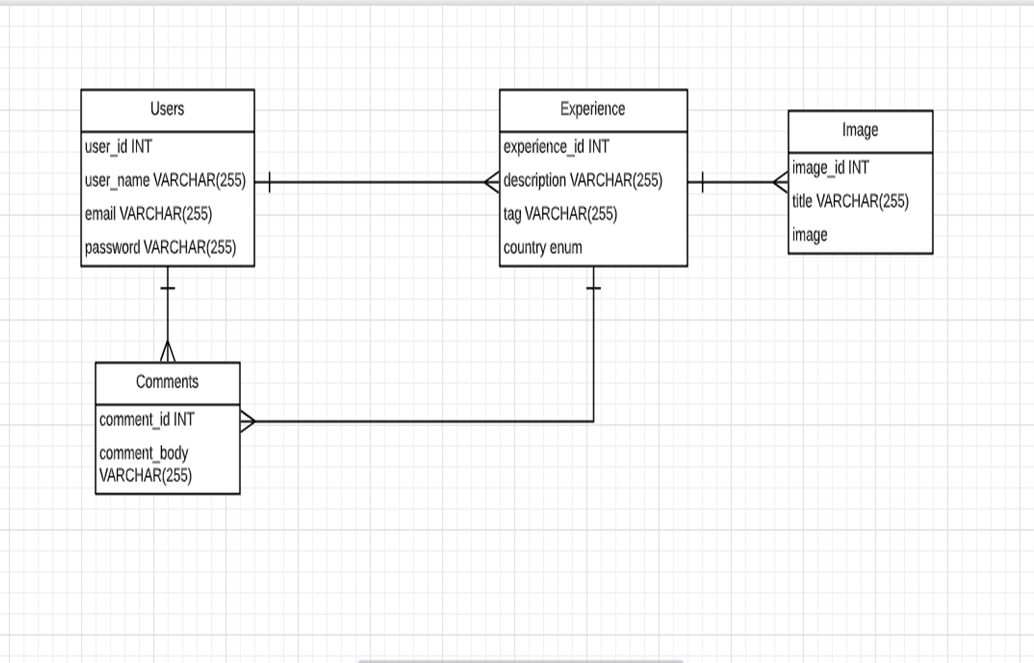 Users
user_id INT
user_name VARCHAR(255)
email VARCHAR(255)
password VARCHAR(255)
Experience
experience_id INT
description VARCHAR(255)
tag VARCHAR(255)
country enum
Image
image_id INT
title VARCHAR(255)
image
Comments
comment_id INT
comment_body
VARCHAR(255)